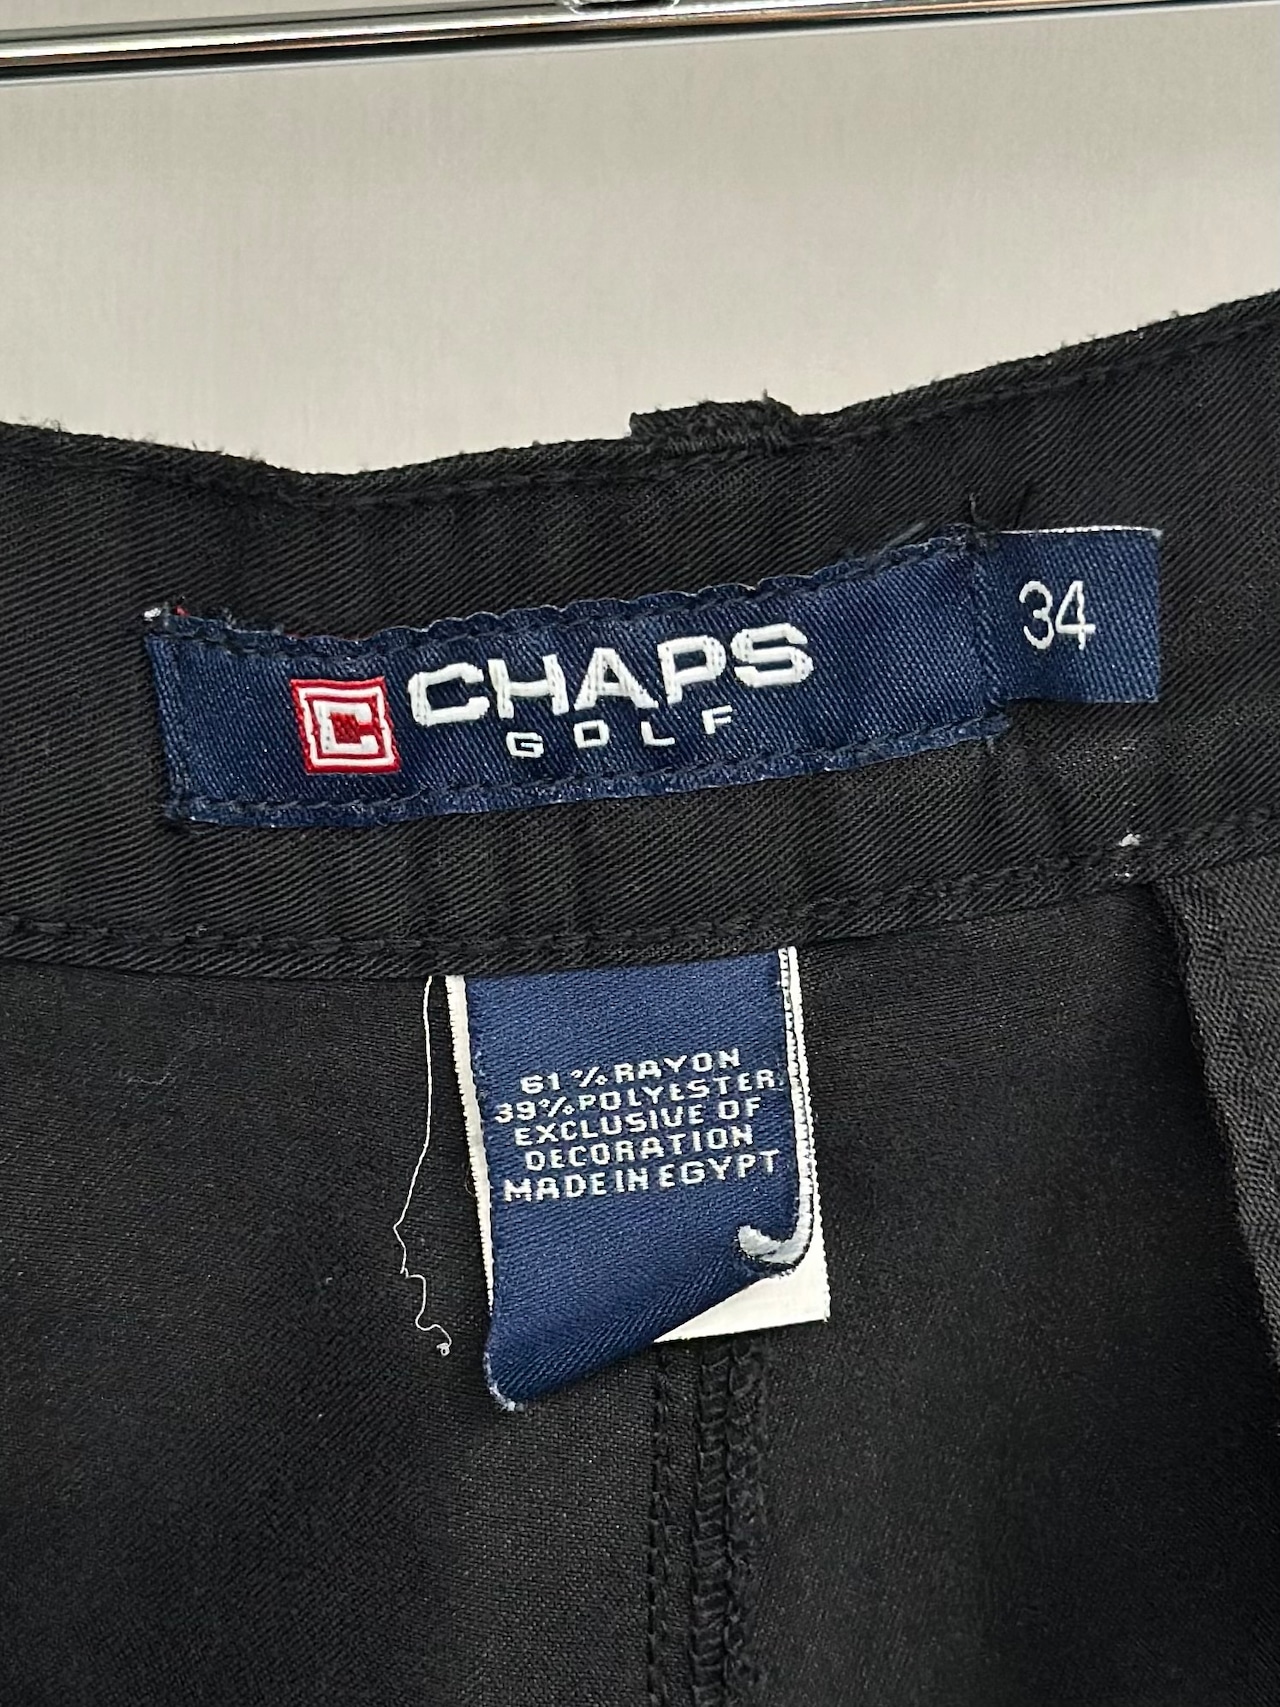 C CHAPS
GOLF
34
61% RAYON
39% POLYESTER
EXCLUSIVE OF
DECORATION
MADE IN EGYPT